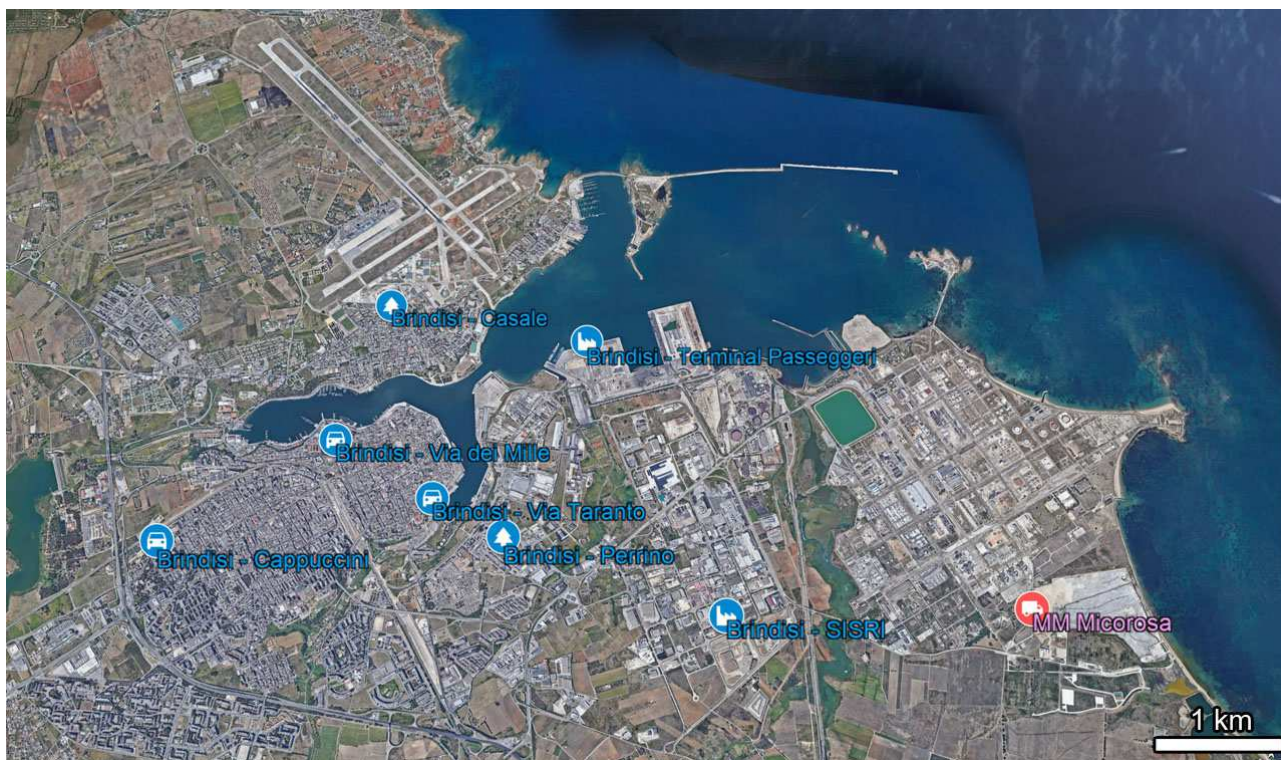 Brindisi - Casale
Brindisi - Terminal Passeggeri
Brindisi - Via dei Mille
Brindisi - Via Taranto
Brindisi - Perrino
Brindisi - Cappuccini
MM Micorosa
Brindisi - SISRI
1 km